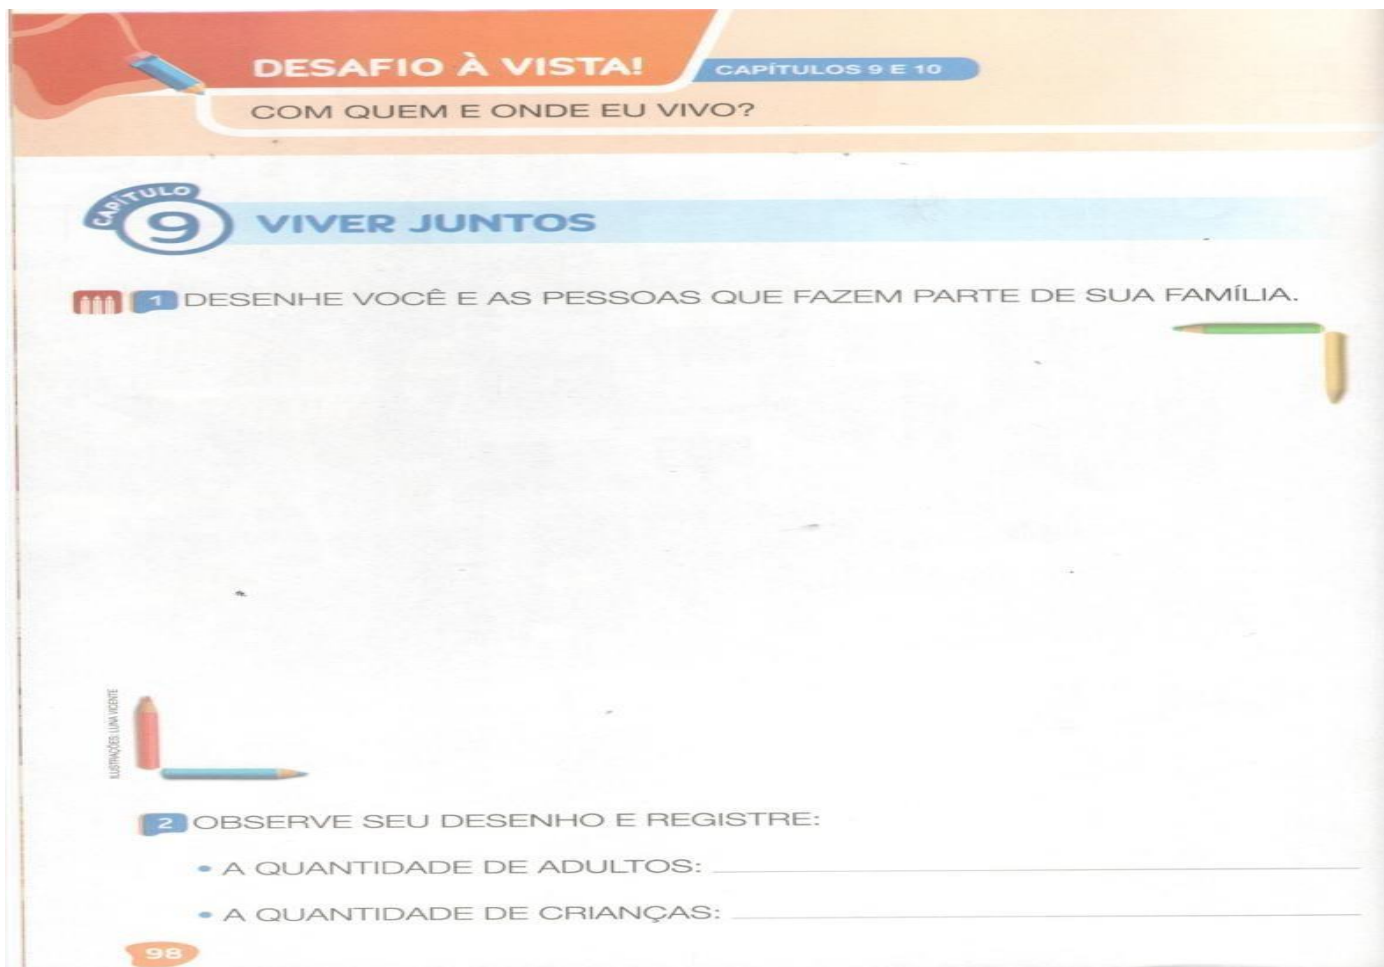 DESAFIO À VISTA!
CAPÍTULOS 9 E 10
COM QUEM E ONDE EU VIVO?
CAPÍTULO
9
VIVER JUNTOS
1 DESENHE VOCÊ E AS PESSOAS QUE FAZEM PARTE DE SUA FAMÍLIA.
ILUSTRAÇÕES: LUNA VICENTE
2 OBSERVE SEU DESENHO E REGISTRE:
• A QUANTIDADE DE ADULTOS:
• A QUANTIDADE DE CRIANÇAS:
98